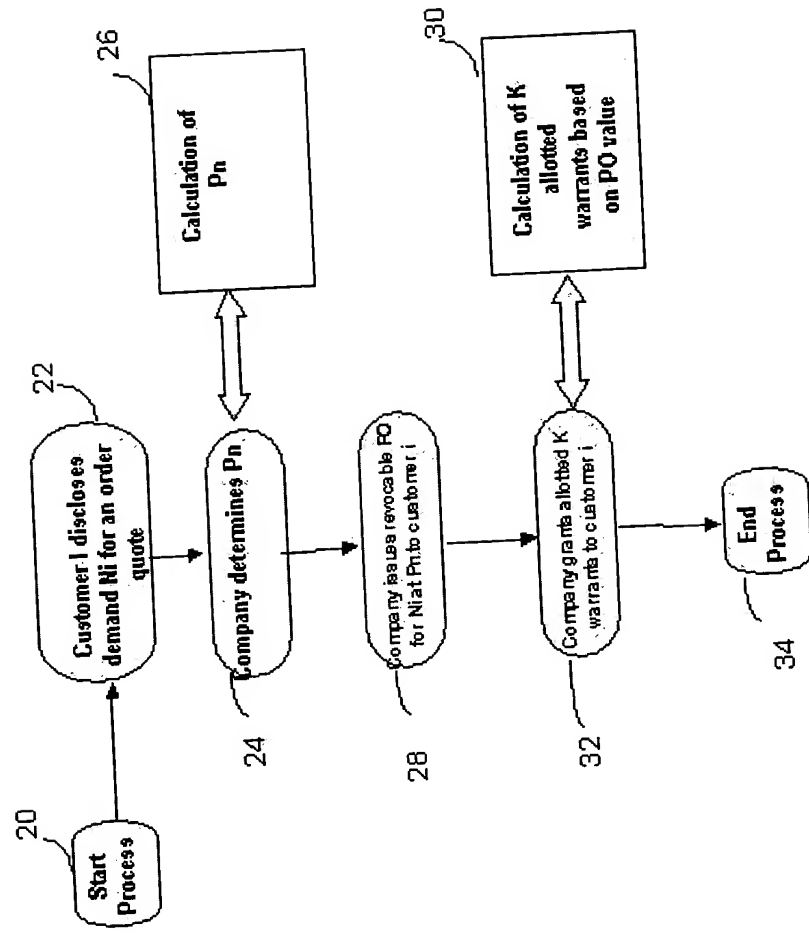 20
Start
Process
22
Customer I discloses
demand Ni for an order
quote
24
Company determines Pn
26
Calculation of
Pn
28
Company issues revocable PO
for Ni at Pn.to customer i
30
Calculation of K
allotted
warrants based
on PO value
32
Company grants allotted K
warrants to customer i
34
End
Process